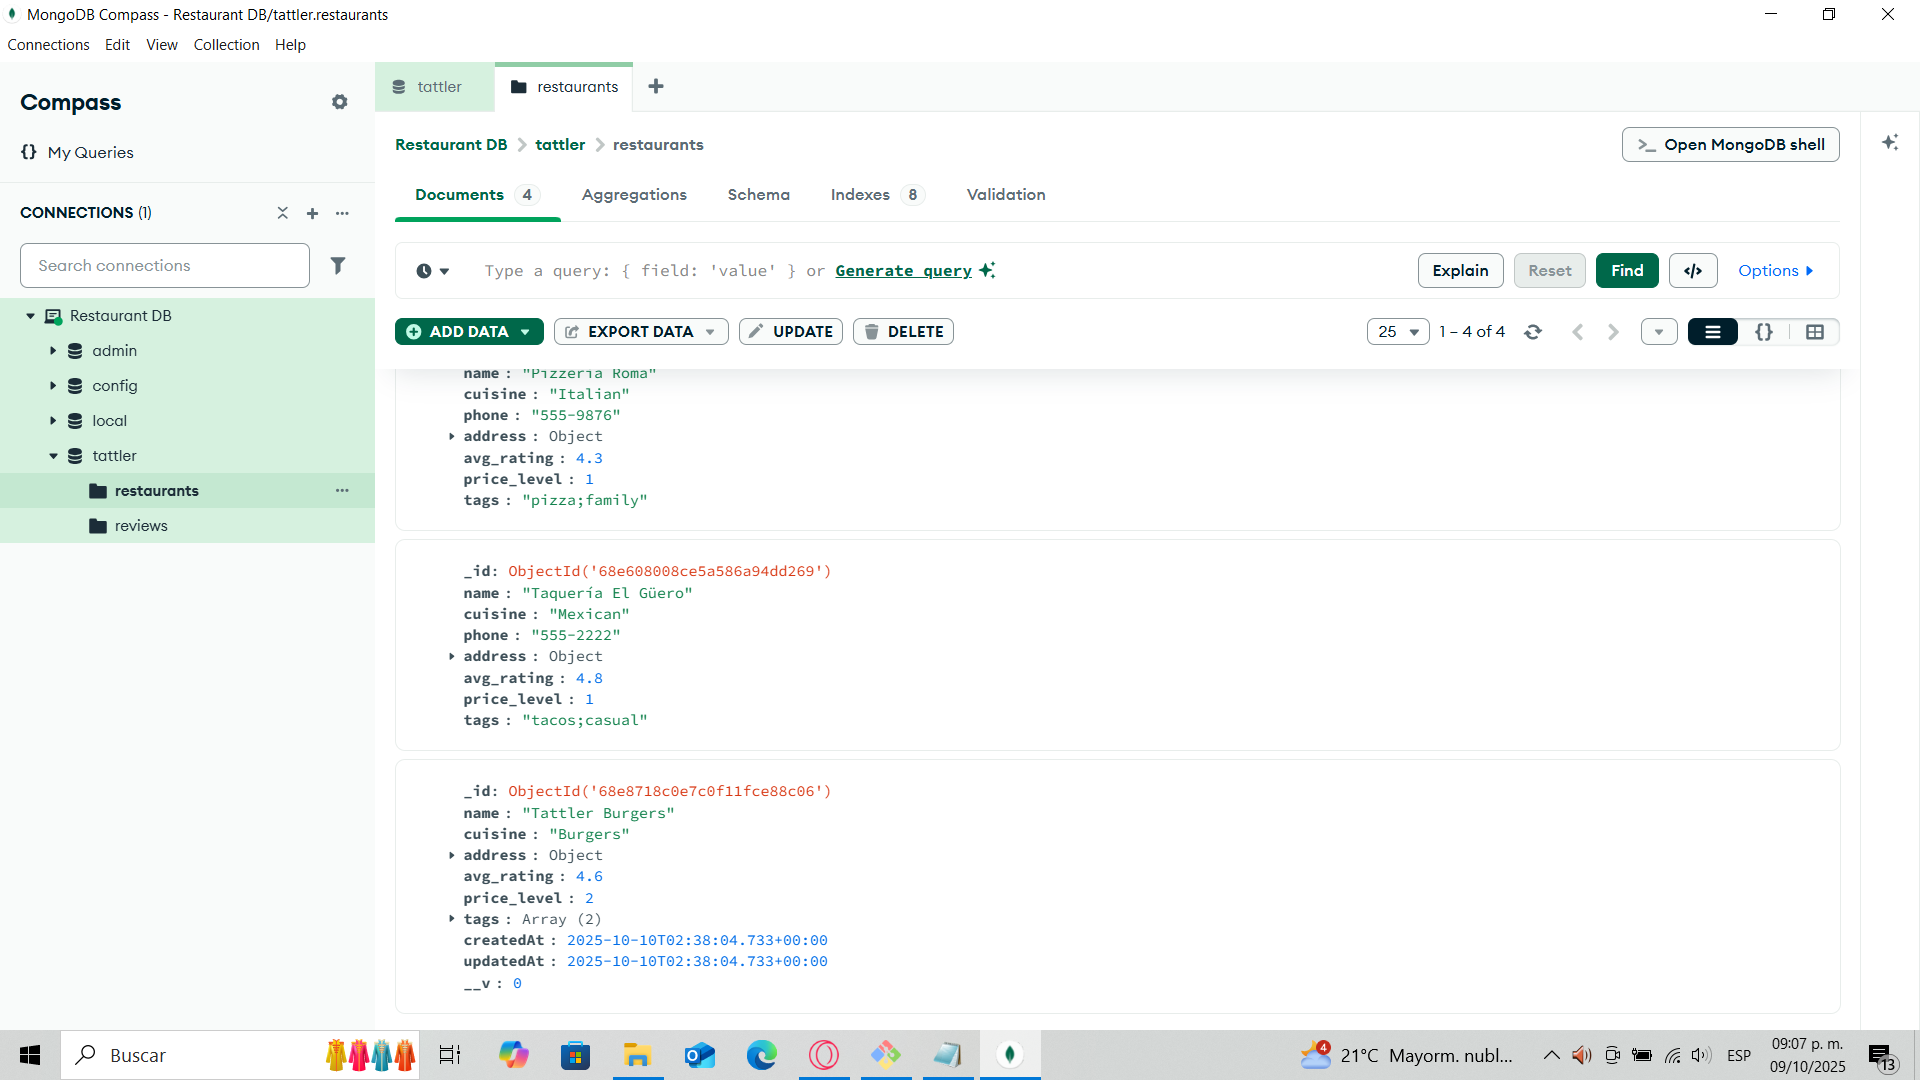 MongoDB Compass - Restaurant DB/tattler.restaurants
Connections Edit View Collection Help
Compass
{} My Queries
CONNECTIONS (1)
Search connections
Restaurant DB
admin
config
local
tattler
restaurants
reviews
tattler
restaurants
Restaurant DB > tattler > restaurants
>_ Open MongoDB shell
Documents 4 Aggregations Schema Indexes 8 Validation
Type a query: { field: 'value' } or Generate query
Explain Reset Find </> Options
ADD DATA EXPORT DATA UPDATE DELETE
25 1 – 4 of 4 {}
name : "Pizzería Roma"
cuisine : "Italian"
phone : "555-9876"
address : Object
avg_rating : 4.3
price_level : 1
tags : "pizza;family"
_id: ObjectId('68e608008ce5a586a94dd269')
name : "Taquería El Güero"
cuisine : "Mexican"
phone : "555-2222"
address : Object
avg_rating : 4.8
price_level : 1
tags : "tacos;casual"
_id: ObjectId('68e8718c0e7c0f11fce88c06')
name : "Tattler Burgers"
cuisine : "Burgers"
address : Object
avg_rating : 4.6
price_level : 2
tags : Array (2)
createdAt : 2025-10-10T02:38:04.733+00:00
updatedAt : 2025-10-10T02:38:04.733+00:00
__v : 0
Buscar
4
21°C Mayorm. nubl...
ESP
09:07 p. m.
09/10/2025
13